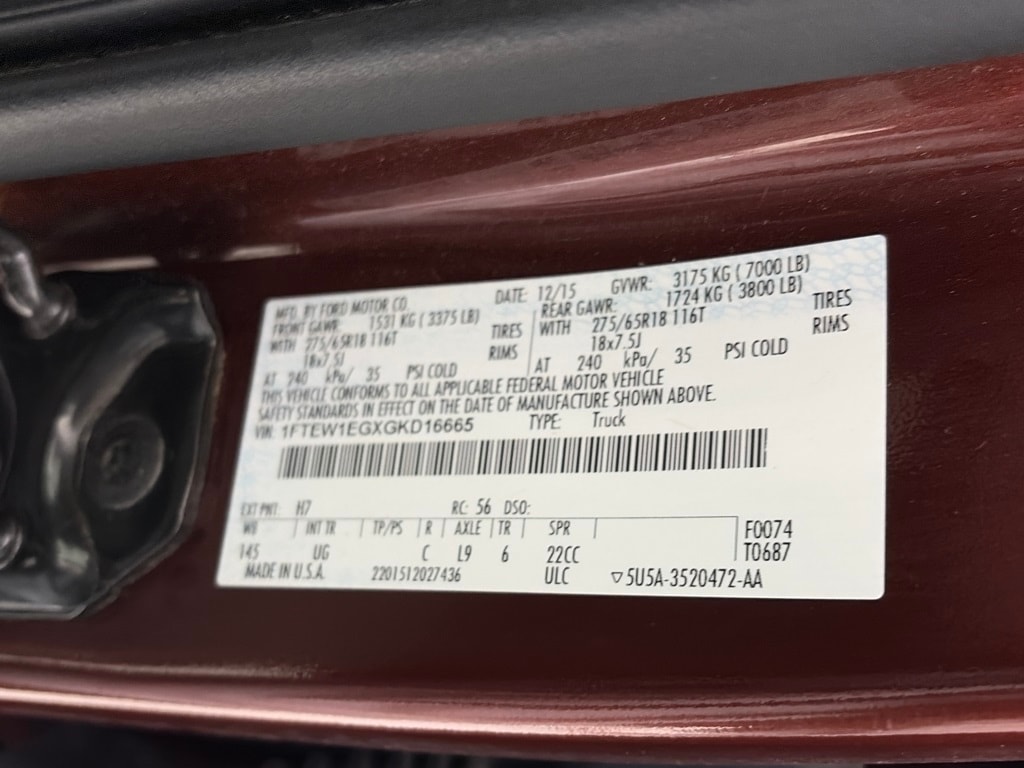 MFD. BY FORD MOTOR CO. DATE: 12/15 GVWR: 3175 KG ( 7000 LB)
FRONT GAWR: 1531 KG ( 3375 LB) REAR GAWR: 1724 KG ( 3800 LB)
WITH 275/65R18 116T TIRES WITH 275/65R18 116T TIRES
18x7.5J RIMS 18x7.5J RIMS
AT 240 kPa/ 35 PSI COLD AT 240 kPa/ 35 PSI COLD
THIS VEHICLE CONFORMS TO ALL APPLICABLE FEDERAL MOTOR VEHICLE
SAFETY STANDARDS IN EFFECT ON THE DATE OF MANUFACTURE SHOWN ABOVE.
VIN: 1FTEW1EGXGKD16665 TYPE: Truck
EXT PNT: H7 RC: 56 DSO:
WB INT TR TP/PS R AXLE TR SPR F0074
145 UG C L9 6 22CC T0687
MADE IN U.S.A. 2201512027436 ULC ▽5U5A-3520472-AA